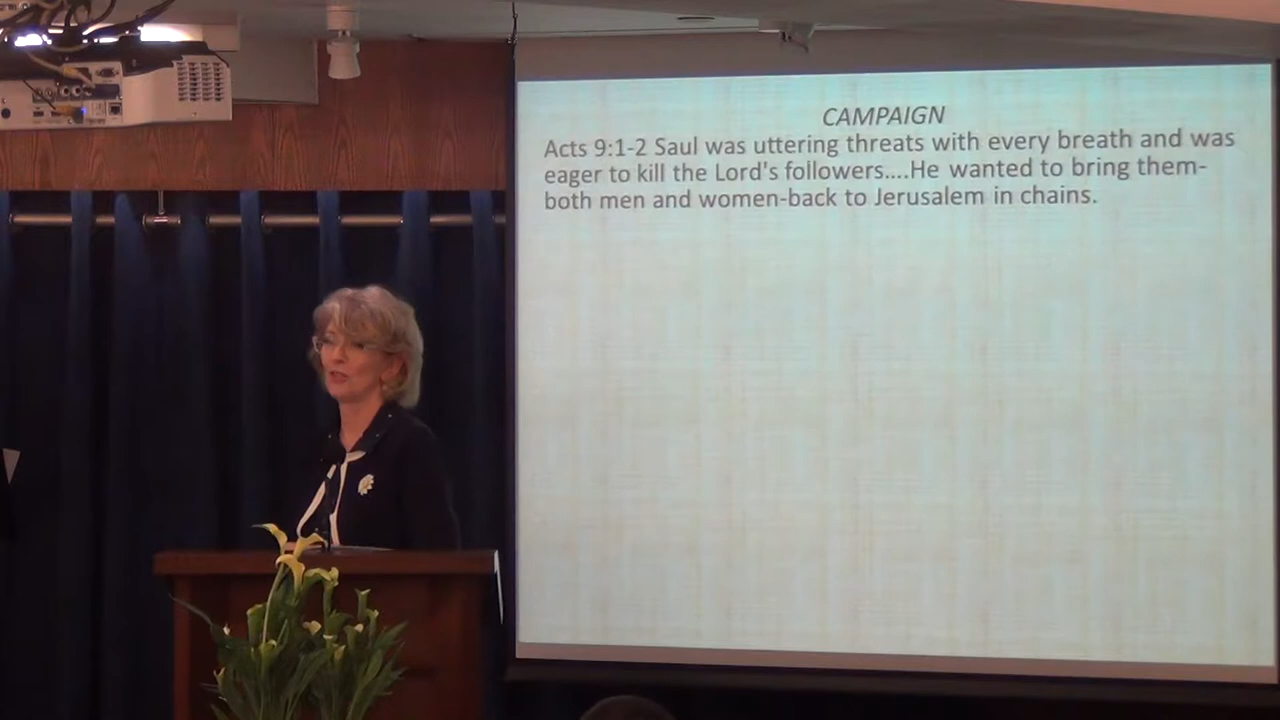 CAMPAIGN
Acts 9:1-2 Saul was uttering threats with every breath and was
eager to kill the Lord's followers....He wanted to bring them-
both men and women-back to Jerusalem in chains.